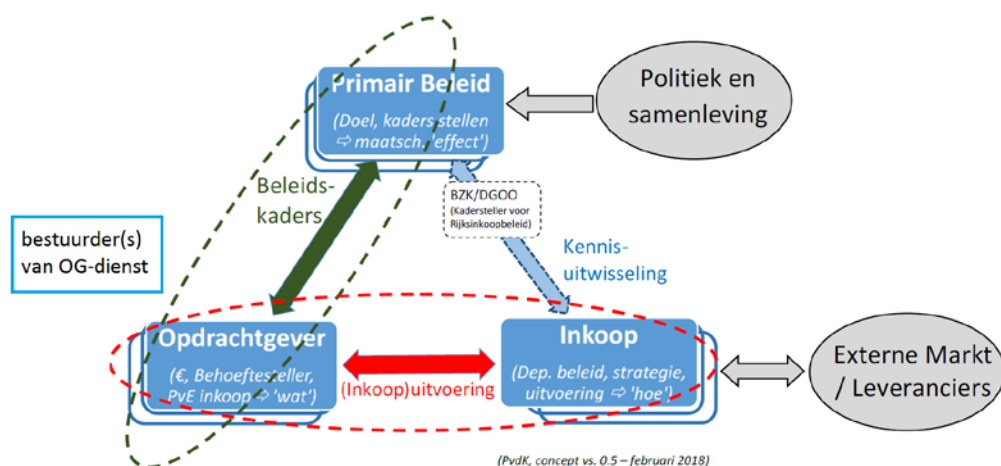 Primair Beleid
(Doel, kaders stellen
⇨ maatsch. 'effect')
Politiek en
samenleving
Beleids-
kaders
BZK/DGOO
(Kadersteller voor
Rijksinkoopbeleid)
bestuurder(s)
van OG-dienst
Kennis-
uitwisseling
Opdrachtgever
(€, Behoeftesteller,
PvE inkoop ⇨ 'wat')
(Inkoop)uitvoering
Inkoop
(Dep. beleid, strategie,
uitvoering ⇨ 'hoe')
Externe Markt
/ Leveranciers
(PvdK, concept vs. 0.5 – februari 2018)